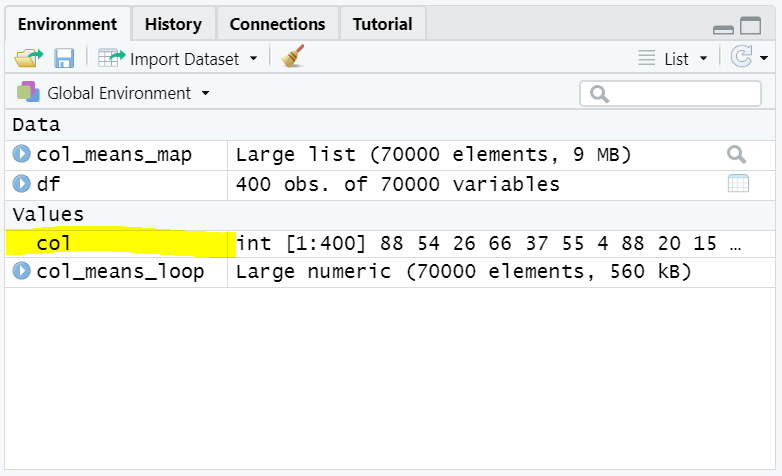 Environment History Connections Tutorial
Import Dataset List
Global Environment
Data
col_means_map Large list (70000 elements, 9 MB)
df 400 obs. of 70000 variables
Values
col int [1:400] 88 54 26 66 37 55 4 88 20 15 …
col_means_loop Large numeric (70000 elements, 560 kB)